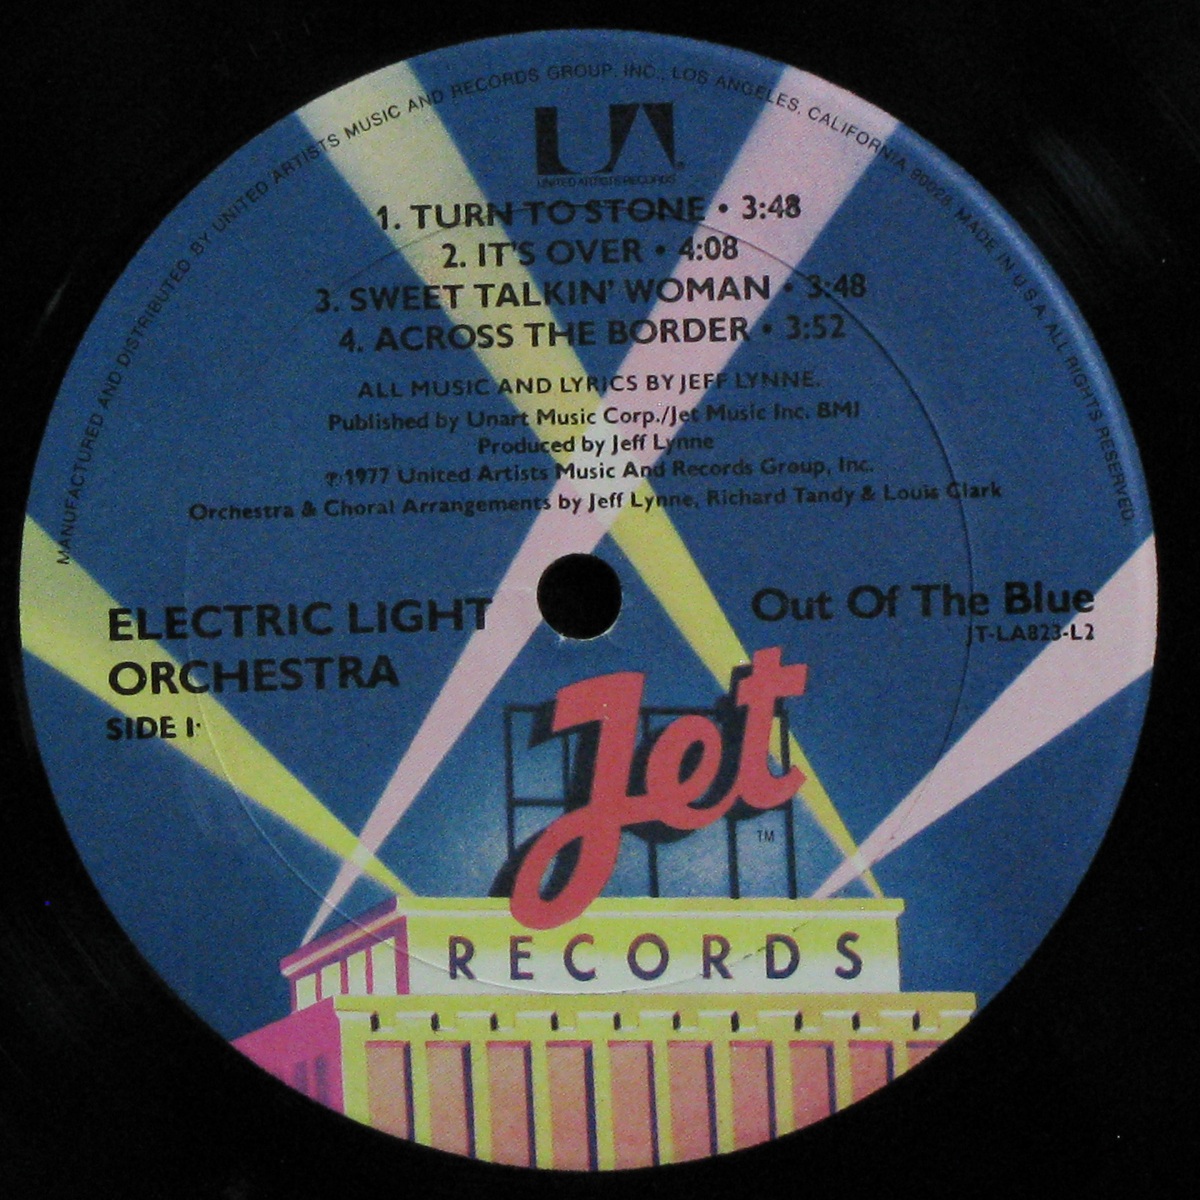 MANUFACTURED AND DISTRIBUTED BY UNITED ARTISTS MUSIC AND RECORDS GROUP, INC., LOS ANGELES, CALIFORNIA 90028 MADE IN U.S.A. ALL RIGHTS RESERVED.
UA
UNITED ARTISTS RECORDS
1. TURN TO STONE • 3:48
2. IT'S OVER • 4:08
3. SWEET TALKIN' WOMAN • 3:48
4. ACROSS THE BORDER • 3:52
ALL MUSIC AND LYRICS BY JEFF LYNNE.
Published by Unart Music Corp./Jet Music Inc. BMI
Produced by Jeff Lynne
℗1977 United Artists Music And Records Group, Inc.
Orchestra & Choral Arrangements by Jeff Lynne, Richard Tandy & Louis Clark
ELECTRIC LIGHT
ORCHESTRA
SIDE I
Out Of The Blue
JT-LA823-L2
Jet
TM
RECORDS